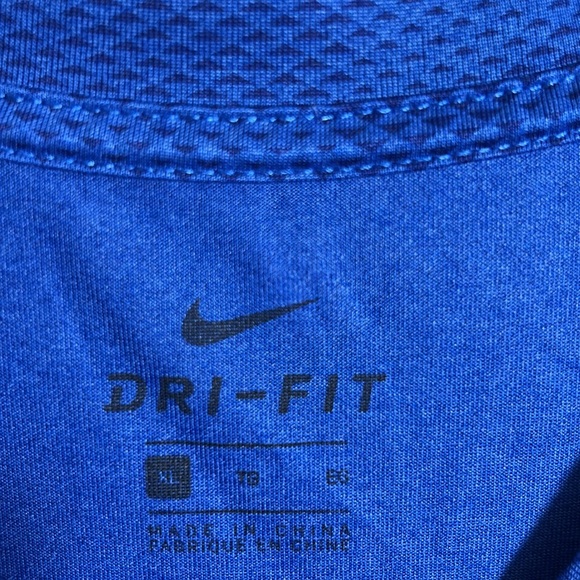 DRI-FIT
XL TG EG
MADE IN CHINA
FABRIQUE EN CHINE